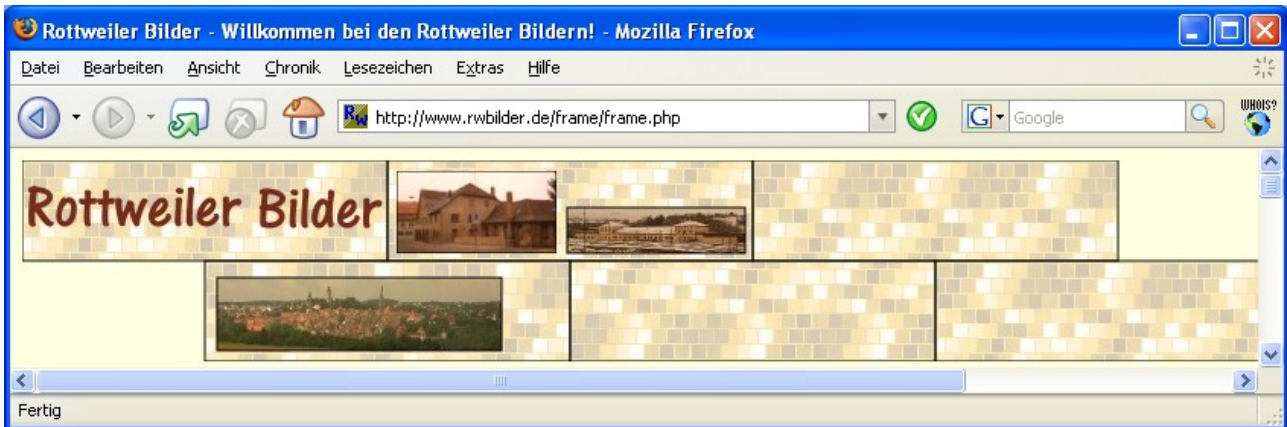 Rottweiler Bilder - Willkommen bei den Rottweiler Bildern! - Mozilla Firefox
Datei Bearbeiten Ansicht Chronik Lesezeichen Extras Hilfe
RW http://www.rwbilder.de/frame/frame.php G Google WHOIS?
Rottweiler Bilder
Fertig